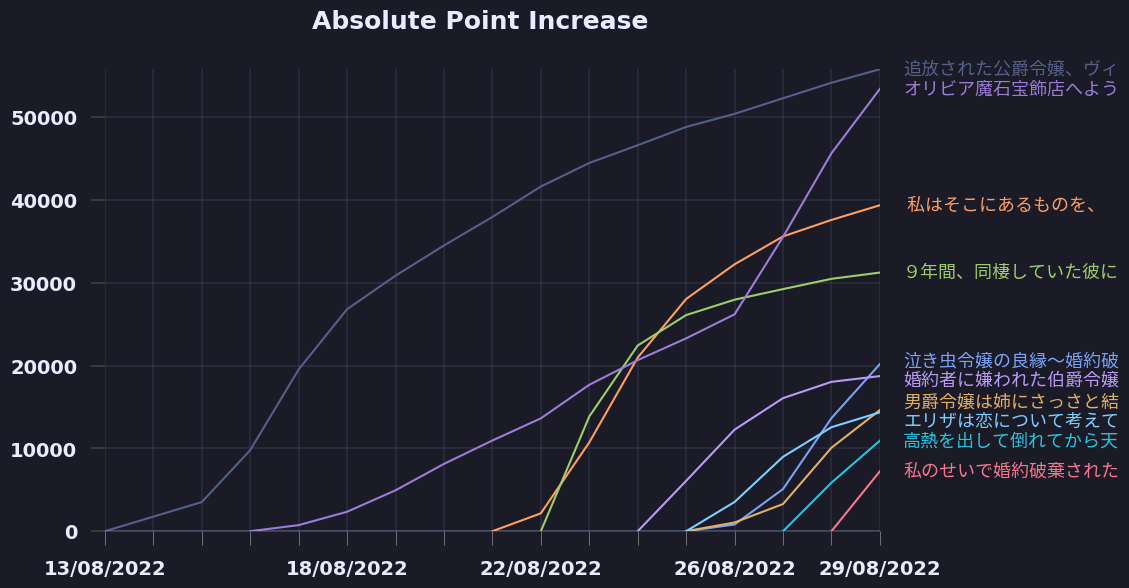 Absolute Point Increase
追放された公爵令嬢、ヴィ
オリビア魔石宝飾店へよう
50000
40000
私はそこにあるものを、
30000
９年間、同棲していた彼に
20000
泣き虫令嬢の良縁～婚約破
婚約者に嫌われた伯爵令嬢
男爵令嬢は姉にさっさと結
エリザは恋について考えて
10000
高熱を出して倒れてから天
私のせいで婚約破棄された
0
13/08/2022
18/08/2022
22/08/2022
26/08/2022
29/08/2022